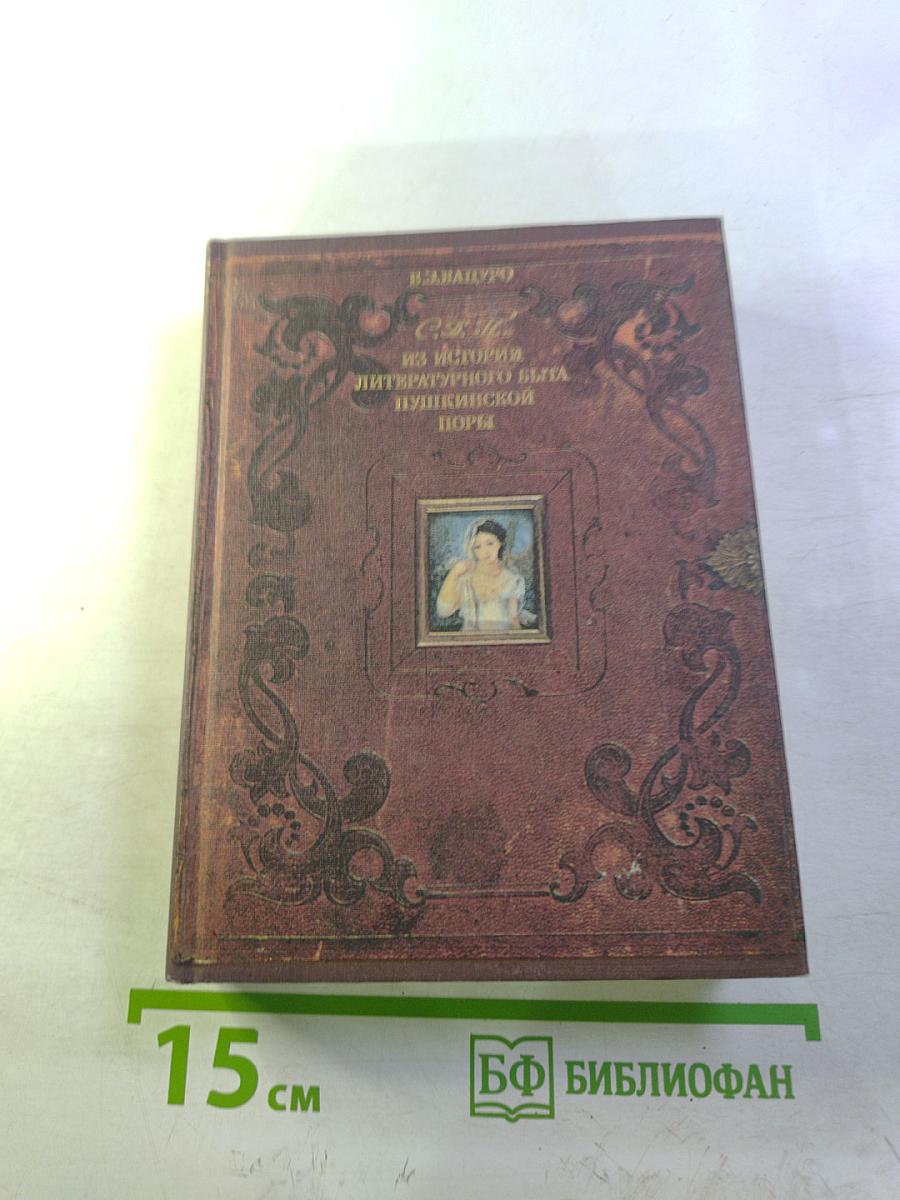 В.Э.ВАЦУРО
С.Д.П.
ИЗ ИСТОРИИ
ЛИТЕРАТУРНОГО БЫТА
ПУШКИНСКОЙ
ПОРЫ
15 см
БФ БИБЛИОФАН